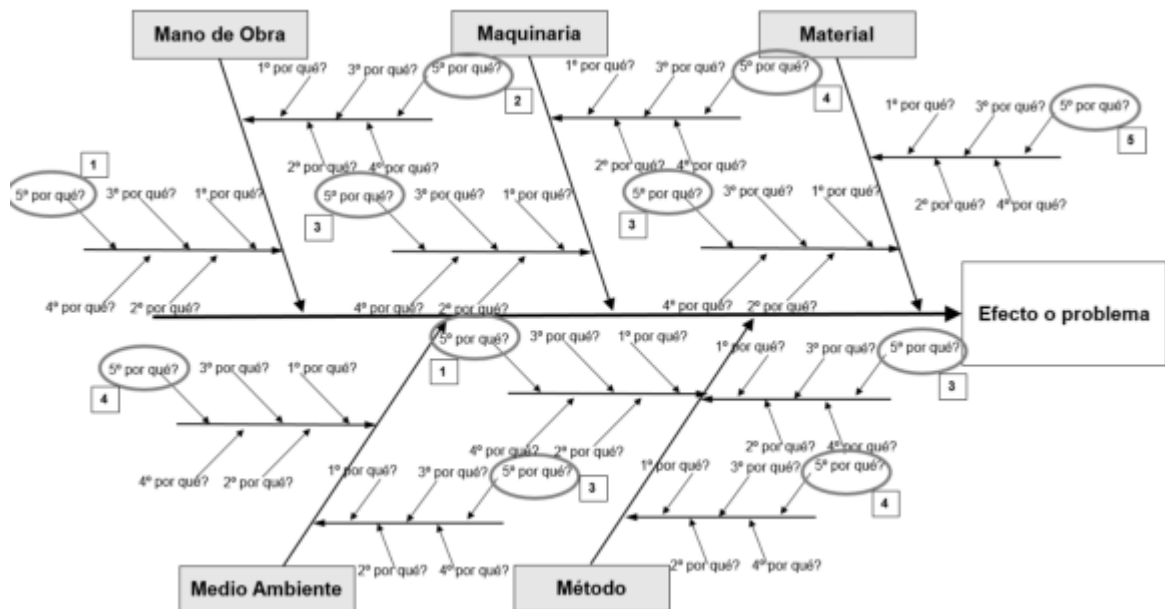 Mano de Obra
Maquinaria
Material
1º por qué?
3º por qué?
5º por qué?
2
2º por qué?
4º por qué?
1º por qué?
3º por qué?
5º por qué?
4
2º por qué?
4º por qué?
1º por qué?
3º por qué?
5º por qué?
5
2º por qué?
4º por qué?
1
5º por qué?
3º por qué?
1º por qué?
4º por qué?
2º por qué?
5º por qué?
3
3º por qué?
1º por qué?
4º por qué?
2º por qué?
5º por qué?
3
3º por qué?
1º por qué?
4º por qué?
2º por qué?
Efecto o problema
5º por qué?
4
3º por qué?
1º por qué?
4º por qué?
2º por qué?
5º por qué?
1
3º por qué?
1º por qué?
4º por qué?
2º por qué?
1º por qué?
3º por qué?
5º por qué?
3
2º por qué?
4º por qué?
1º por qué?
3º por qué?
5º por qué?
3
2º por qué?
4º por qué?
1º por qué?
3º por qué?
5º por qué?
4
2º por qué?
4º por qué?
Medio Ambiente
Método